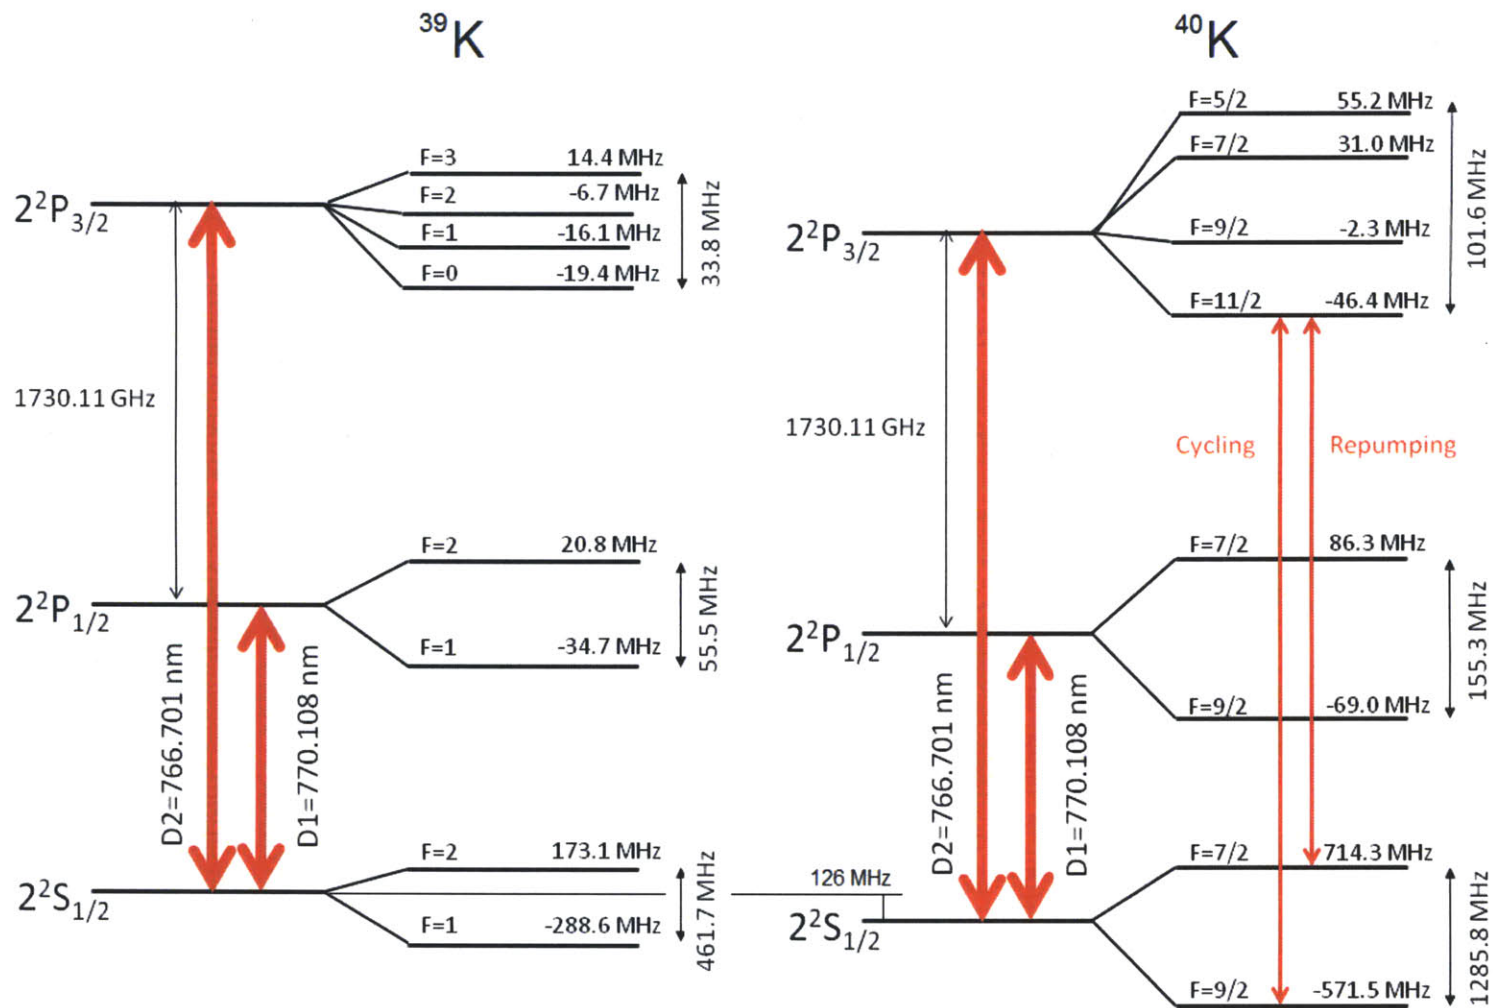 ³⁹K
F=3 14.4 MHz
2²P₃/₂
F=2 -6.7 MHz
F=1 -16.1 MHz
F=0 -19.4 MHz
33.8 MHz
1730.11 GHz
F=2 20.8 MHz
2²P₁/₂
F=1 -34.7 MHz
55.5 MHz
D2=766.701 nm
D1=770.108 nm
F=2 173.1 MHz
2²S₁/₂
F=1 -288.6 MHz
461.7 MHz
⁴⁰K
F=5/2 55.2 MHz
F=7/2 31.0 MHz
2²P₃/₂
F=9/2 -2.3 MHz
F=11/2 -46.4 MHz
101.6 MHz
1730.11 GHz
Cycling Repumping
F=7/2 86.3 MHz
2²P₁/₂
F=9/2 -69.0 MHz
155.3 MHz
D2=766.701 nm
D1=770.108 nm
126 MHz
F=7/2 714.3 MHz
2²S₁/₂
F=9/2 -571.5 MHz
1285.8 MHz